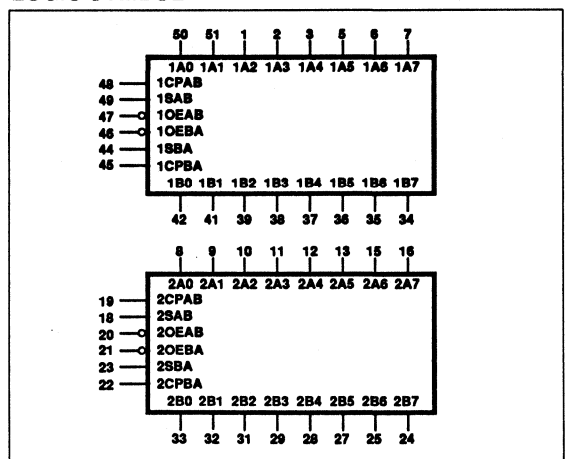 50 51 1 2 3 5 6 7
1A0 1A1 1A2 1A3 1A4 1A5 1A6 1A7
48 1CPAB
49 1SAB
47 1OEAB
46 1OEBA
44 1SBA
45 1CPBA
1B0 1B1 1B2 1B3 1B4 1B5 1B6 1B7
42 41 39 38 37 36 35 34
8 9 10 11 12 13 15 16
2A0 2A1 2A2 2A3 2A4 2A5 2A6 2A7
19 2CPAB
18 2SAB
20 2OEAB
21 2OEBA
23 2SBA
22 2CPBA
2B0 2B1 2B2 2B3 2B4 2B5 2B6 2B7
33 32 31 29 28 27 25 24